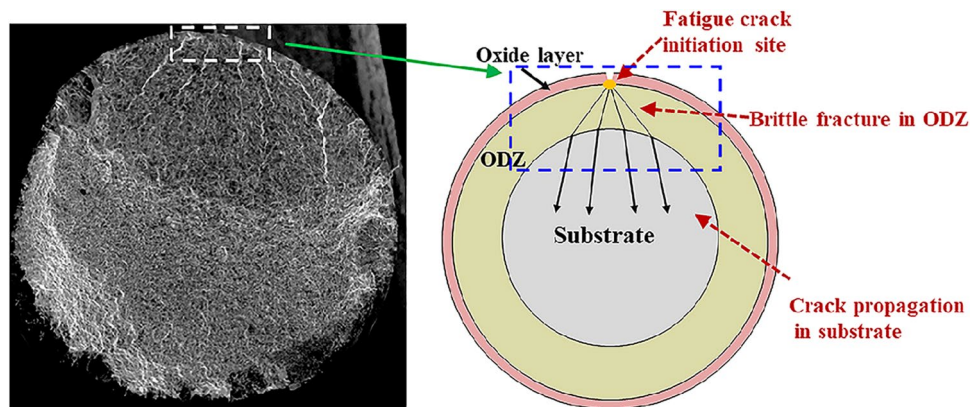 Fatigue crack
initiation site
Oxide layer
Brittle fracture in ODZ
ODZ
Substrate
Crack propagation
in substrate